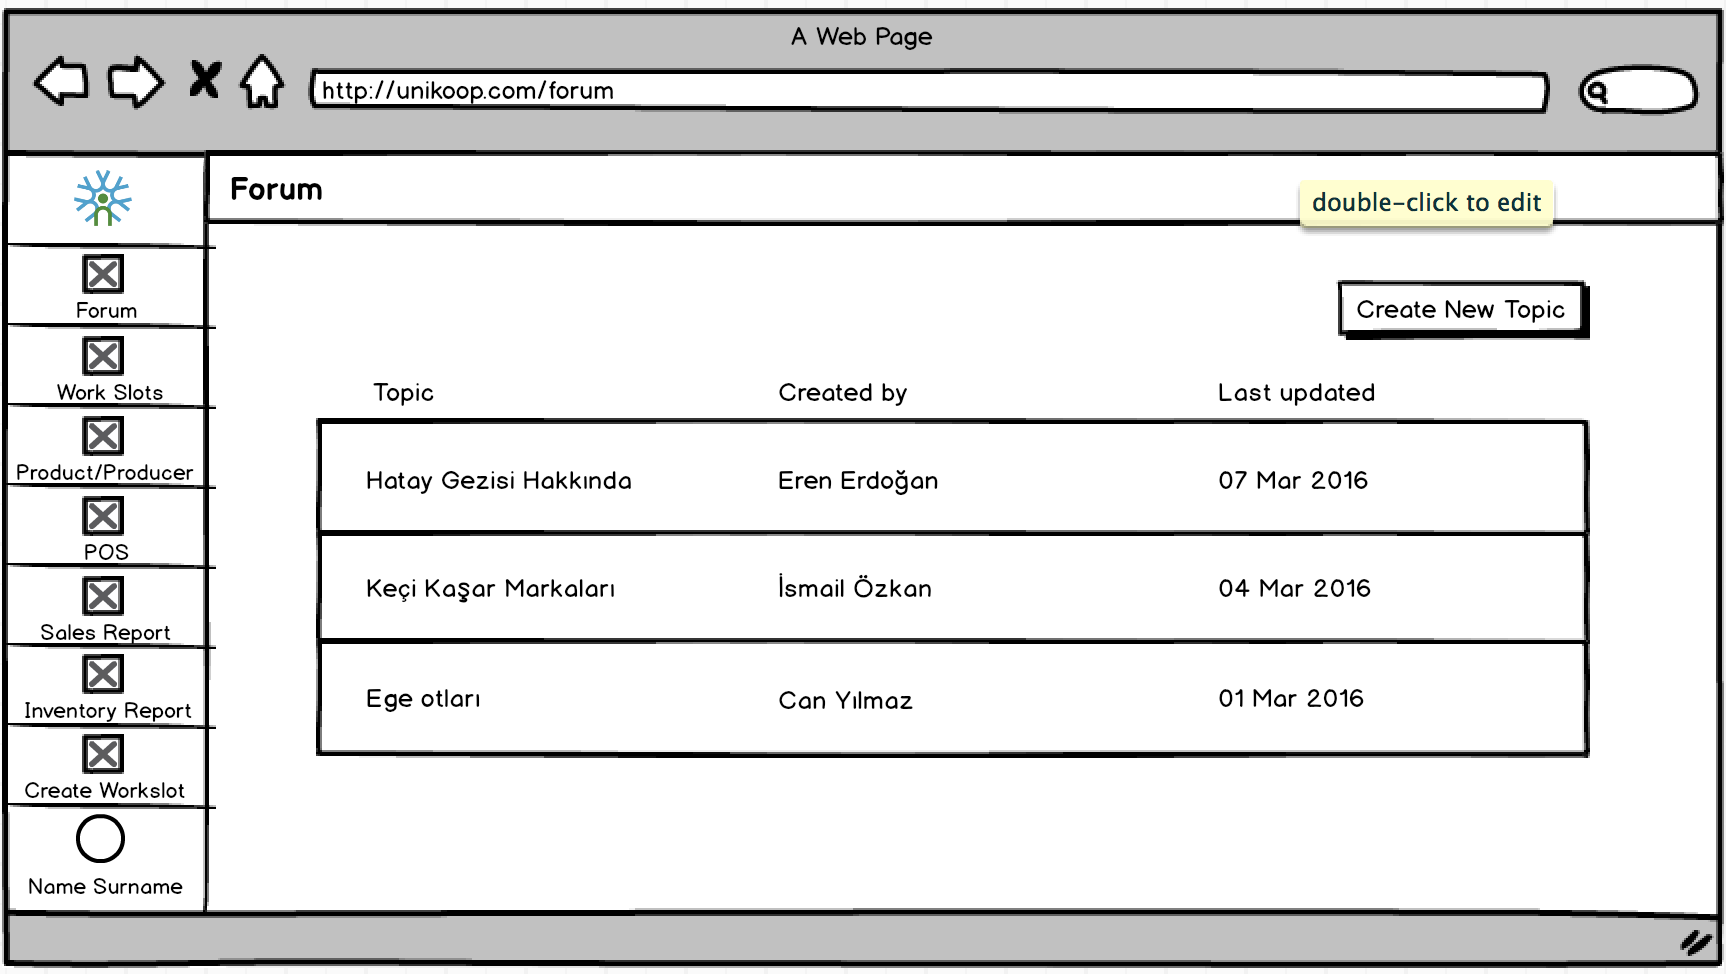 A Web Page
http://unikoop.com/forum
Forum
double-click to edit
Forum
Work Slots
Product/Producer
POS
Sales Report
Inventory Report
Create Workslot
Name Surname
Create New Topic
Topic Created by Last updated
Hatay Gezisi Hakkında Eren Erdoğan 07 Mar 2016
Keçi Kaşar Markaları İsmail Özkan 04 Mar 2016
Ege otları Can Yılmaz 01 Mar 2016